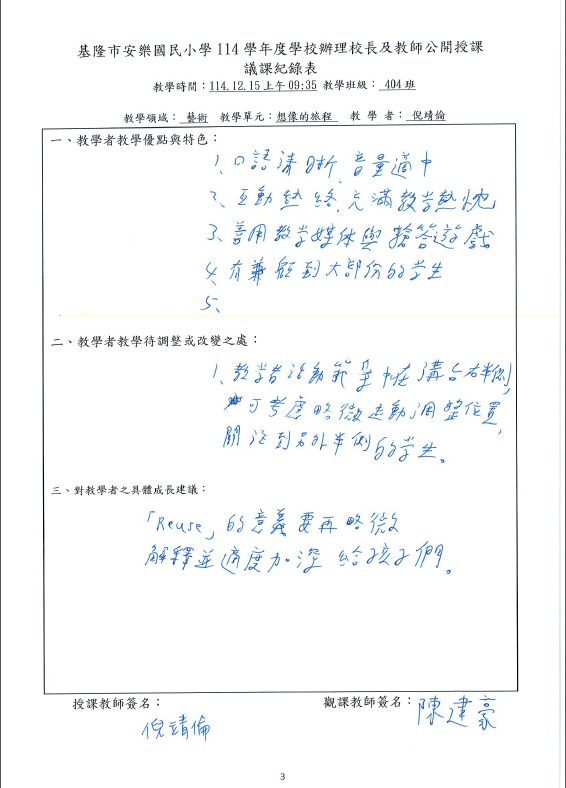 基隆市安樂國民小學 114 學年度學校辦理校長及教師公開授課
議課紀錄表
教學時間：114.12.15上午 09:35 教學班級： 404班
教學領域： 藝術 教學單元：想像的旅程 教 學 者： 倪靖倫
一、教學者教學優點與特色：
1、口語清晰、音量適中
2、互動熱絡，充滿教学熱忱
3、善用教学媒体與搶答遊戲
4、有兼顧到大部份的学生
5、
二、教學者教學待調整或改變之處：
1、教学者活動範集中在講台右半側，
可考慮略微走動調整位置，
關注到另外半側的学生。
三、對教學者之具體成長建議：
「Reuse」的意義要再略微
解釋並適度加深給孩子們。
授課教師簽名：
倪靖倫
觀課教師簽名：陳建豪
3